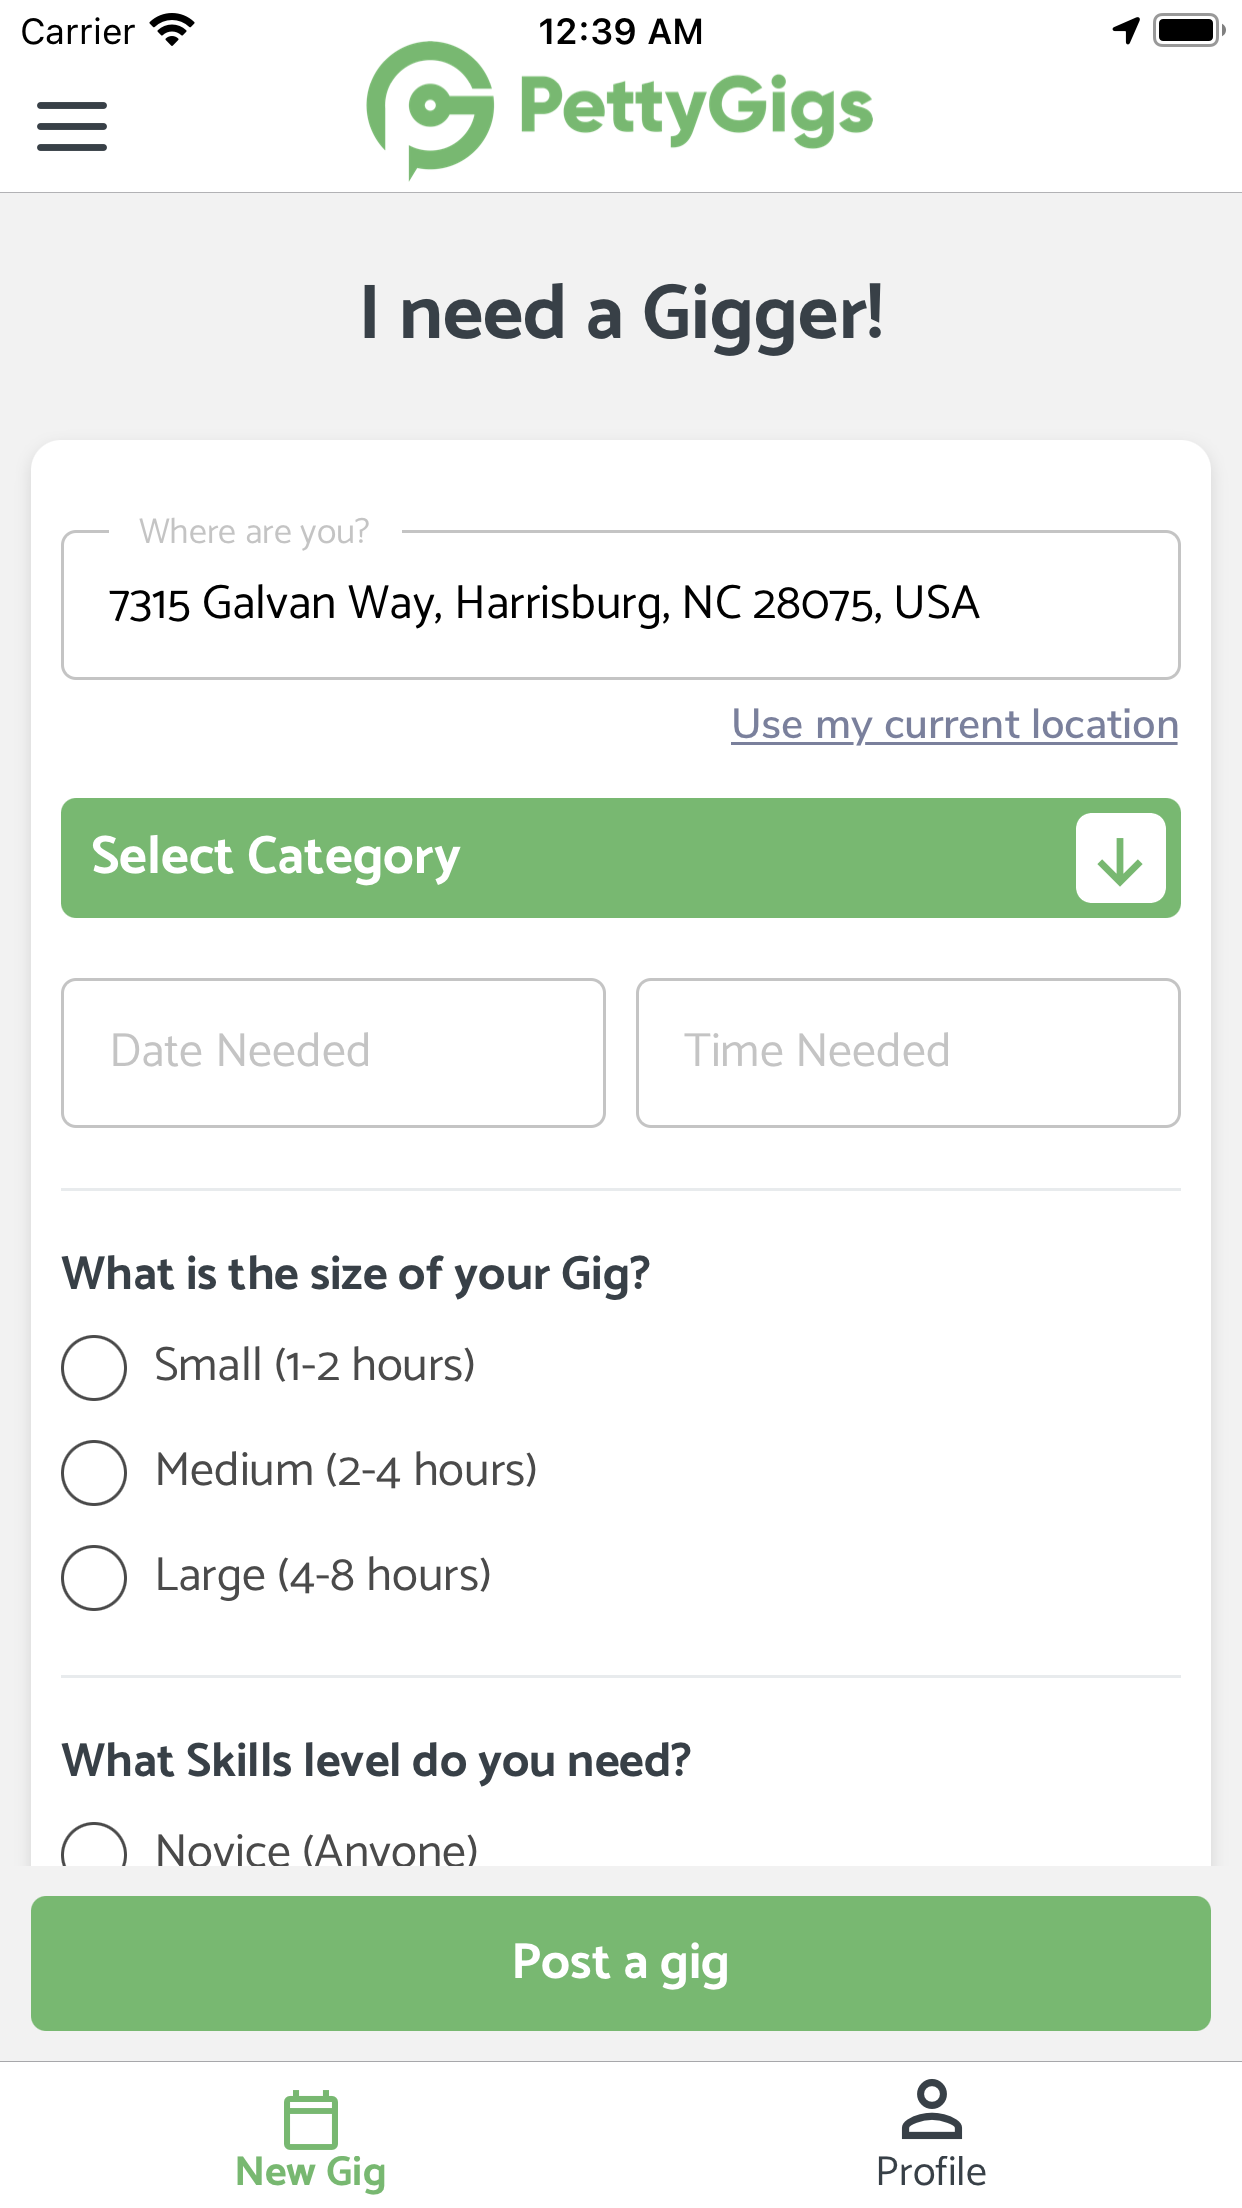 Carrier 12:39 AM
PettyGigs
I need a Gigger!
Where are you?
7315 Galvan Way, Harrisburg, NC 28075, USA
Use my current location
Select Category
Date Needed Time Needed
What is the size of your Gig?
Small (1-2 hours)
Medium (2-4 hours)
Large (4-8 hours)
What Skills level do you need?
Novice (Anyone)
Post a gig
New Gig Profile